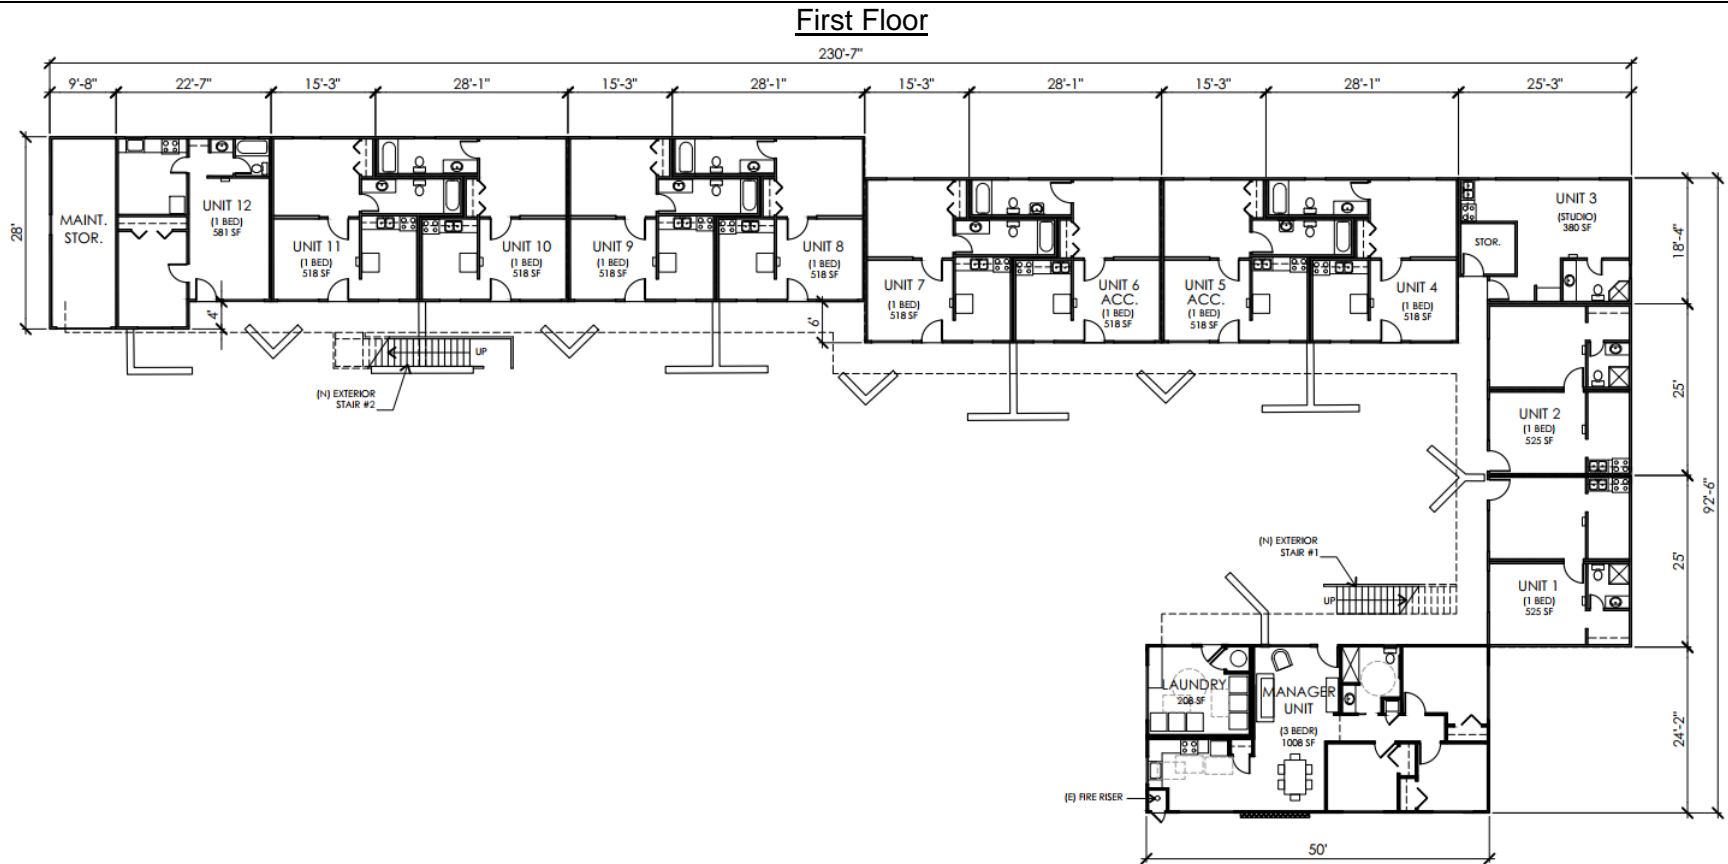 First Floor
230'-7"
9'-8"
22'-7"
15'-3"
28'-1"
15'-3"
28'-1"
15'-3"
28'-1"
15'-3"
28'-1"
25'-3"
28'
MAINT.
STOR.
UNIT 12
(1 BED)
581 SF
UNIT 11
(1 BED)
518 SF
UNIT 10
(1 BED)
518 SF
UNIT 9
(1 BED)
518 SF
UNIT 8
(1 BED)
518 SF
UNIT 7
(1 BED)
518 SF
UNIT 6
ACC.
(1 BED)
518 SF
UNIT 5
ACC.
(1 BED)
518 SF
UNIT 4
(1 BED)
518 SF
UNIT 3
(STUDIO)
380 SF
STOR.
18'-4"
4'
6'
UP
(N) EXTERIOR
STAIR #2
UNIT 2
(1 BED)
525 SF
25'
92'-6"
(N) EXTERIOR
STAIR #1
UP
UNIT 1
(1 BED)
525 SF
25'
LAUNDRY
208 SF
MANAGER
UNIT
(3 BEDR)
1008 SF
24'-2"
(E) FIRE RISER
50'